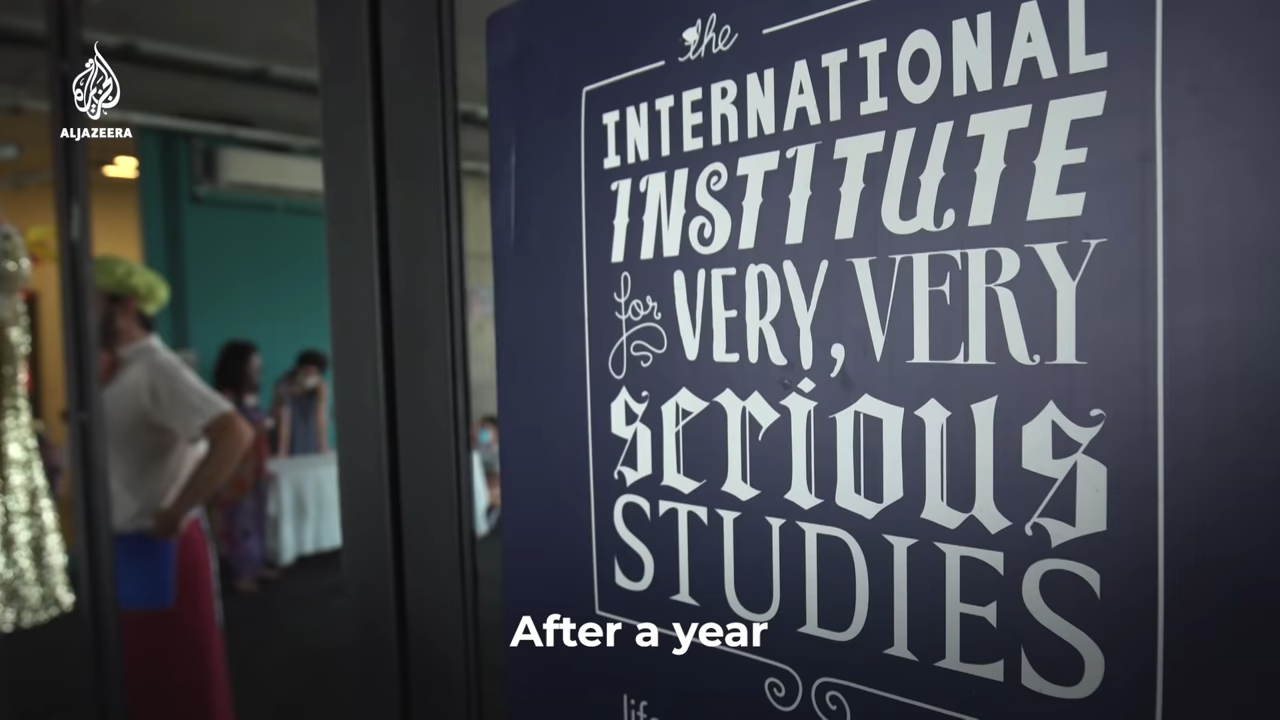 ALJAZEERA
the
INTERNATIONAL
INSTITUTE
for VERY, VERY
serious
STUDIES
After a year